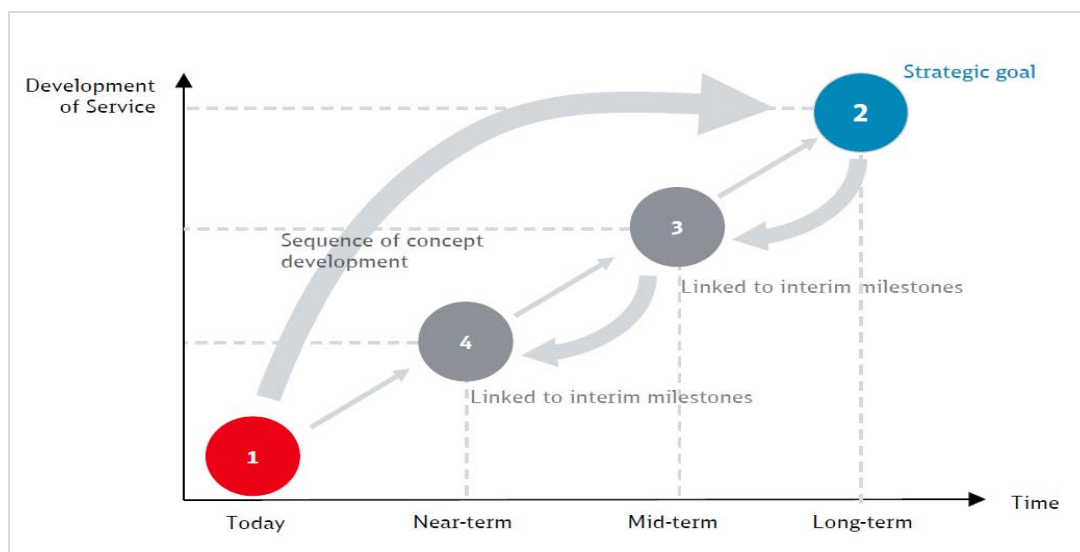 Strategic goal
Development
of Service
2
3
Sequence of concept
development
Linked to interim milestones
4
Linked to interim milestones
1
Time
Today
Near-term
Mid-term
Long-term